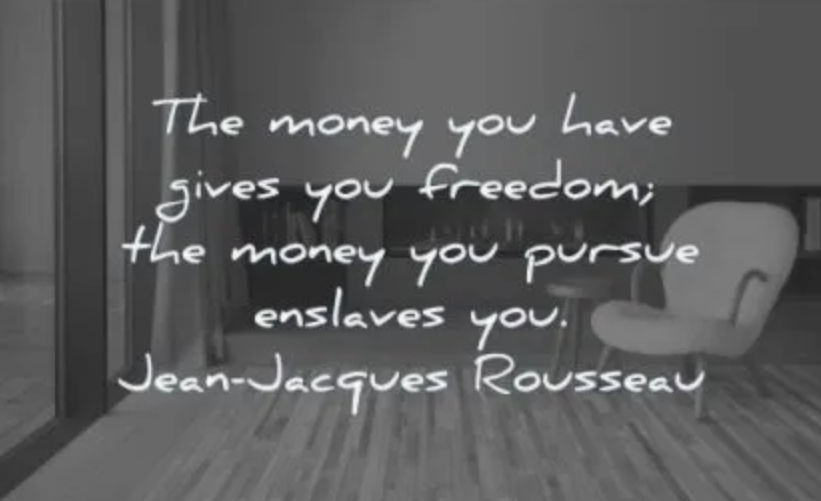 The money you have
gives you freedom;
the money you pursue
enslaves you.
Jean-Jacques Rousseau